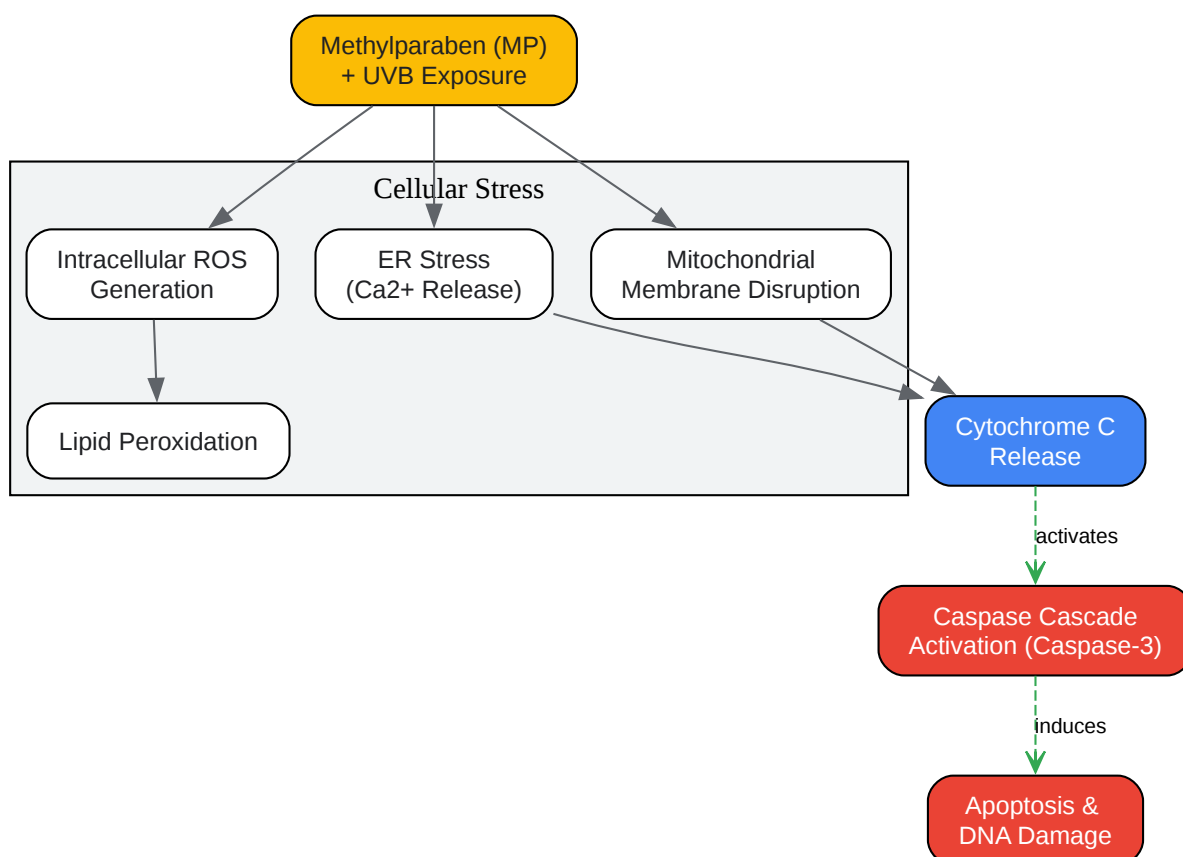 Methylparaben (MP)
+ UVB Exposure
Cellular Stress
Intracellular ROS
Generation
ER Stress
(Ca2+ Release)
Mitochondrial
Membrane Disruption
Lipid Peroxidation
Cytochrome C
Release
activates
Caspase Cascade
Activation (Caspase-3)
induces
Apoptosis &
DNA Damage